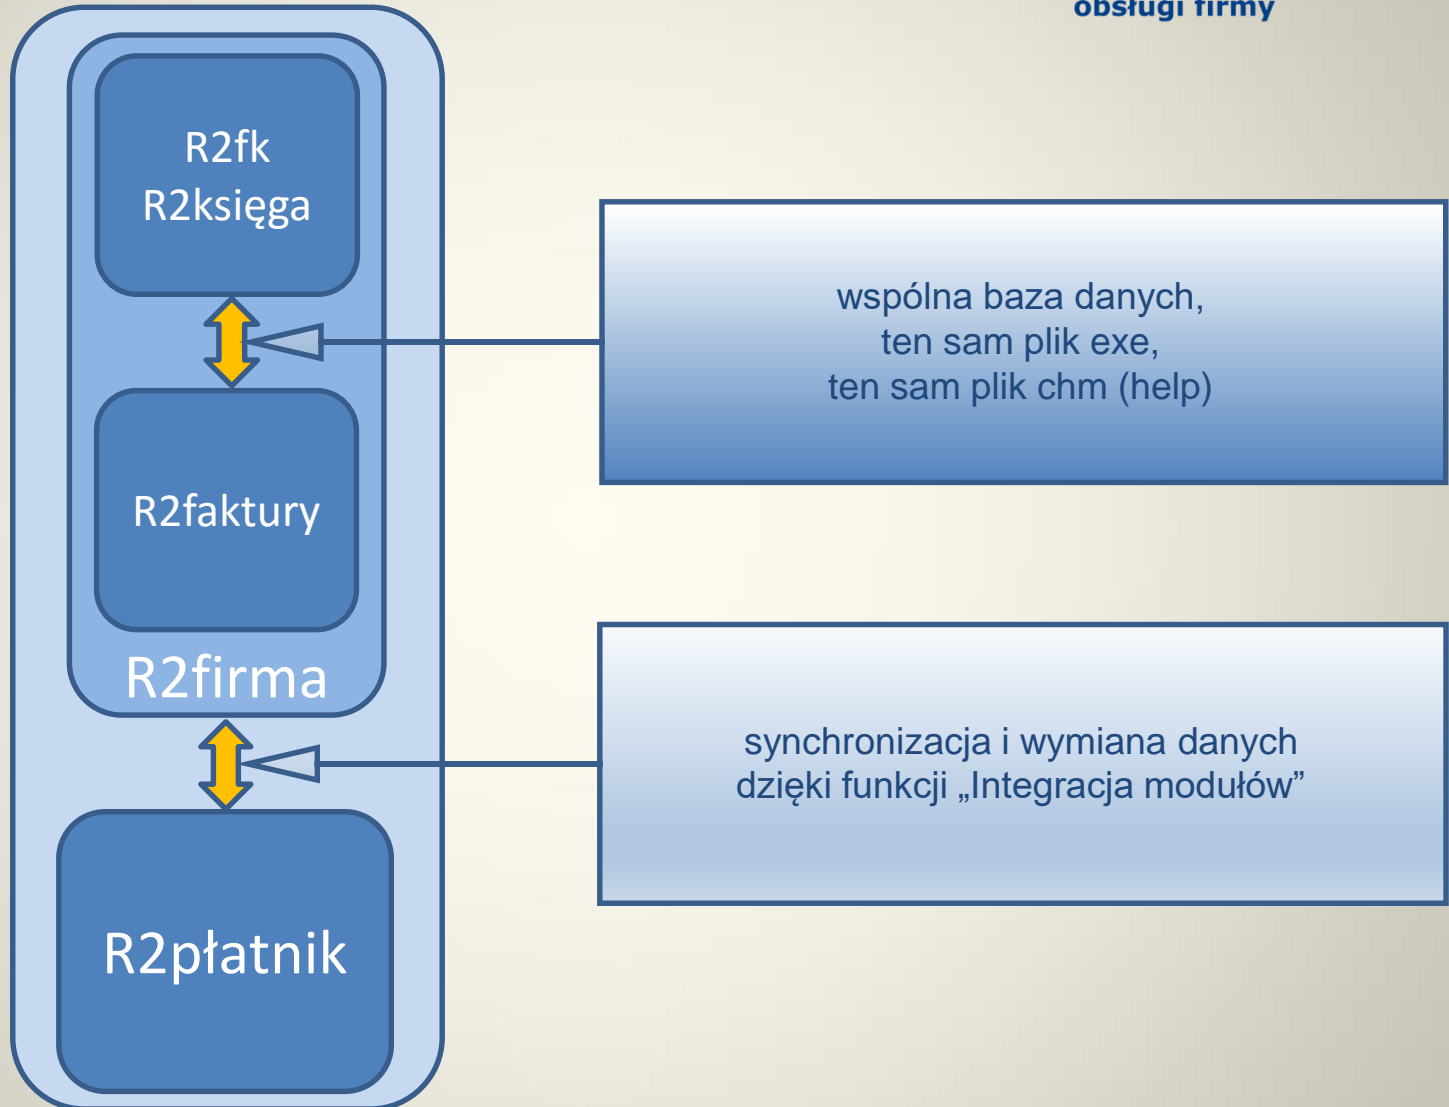 obsługi firmy
R2fk
R2księga
wspólna baza danych,
ten sam plik exe,
ten sam plik chm (help)
R2faktury
R2firma
synchronizacja i wymiana danych
dzięki funkcji „Integracja modułów”
R2płatnik